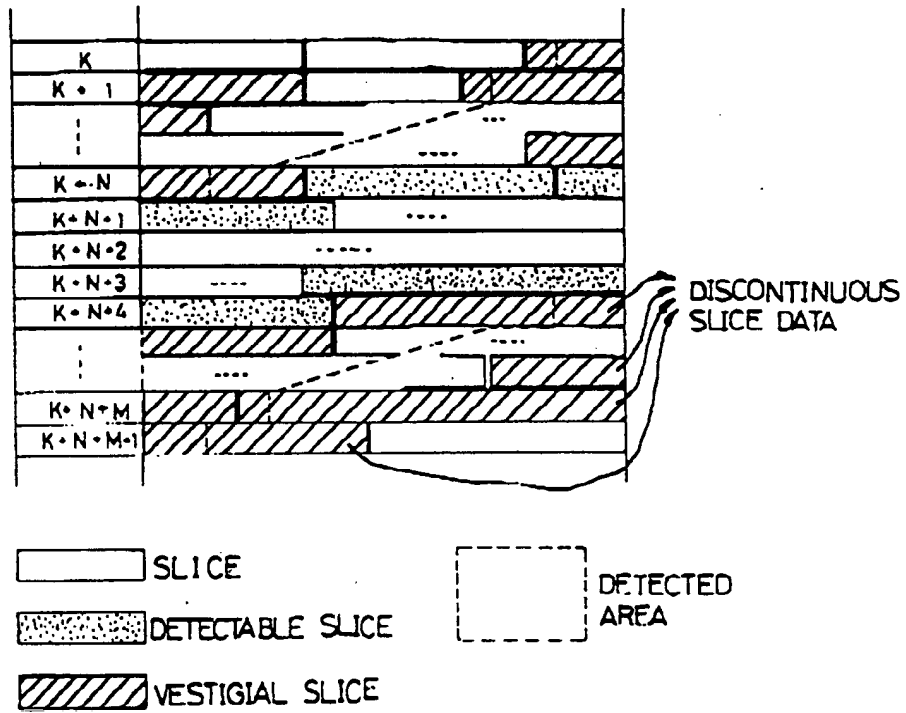 K
K + 1
K + N
K + N + 1
K + N + 2
K + N + 3
K + N + 4
K + N + M
K + N + M + 1
DISCONTINUOUS
SLICE DATA
SLICE
DETECTABLE SLICE
VESTIGIAL SLICE
DETECTED
AREA